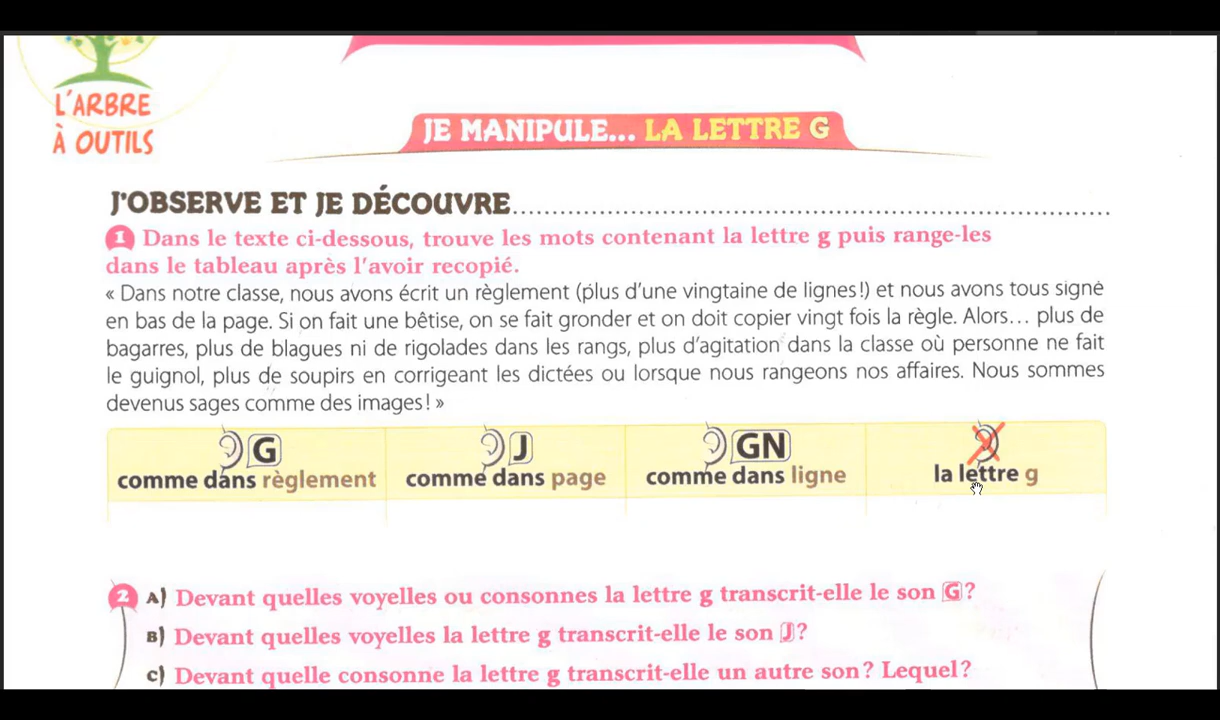 L'ARBRE
À OUTILS
JE MANIPULE... LA LETTRE G
J'OBSERVE ET JE DÉCOUVRE
1 Dans le texte ci-dessous, trouve les mots contenant la lettre g puis range-les
dans le tableau après l'avoir recopié.
« Dans notre classe, nous avons écrit un règlement (plus d'une vingtaine de lignes !) et nous avons tous signé
en bas de la page. Si on fait une bêtise, on se fait gronder et on doit copier vingt fois la règle. Alors... plus de
bagarres, plus de blagues ni de rigolades dans les rangs, plus d'agitation dans la classe où personne ne fait
le guignol, plus de soupirs en corrigeant les dictées ou lorsque nous rangeons nos affaires. Nous sommes
devenus sages comme des images ! »
G
comme dans règlement
J
comme dans page
GN
comme dans ligne
la lettre g
2 A) Devant quelles voyelles ou consonnes la lettre g transcrit-elle le son G ?
B) Devant quelles voyelles la lettre g transcrit-elle le son J ?
C) Devant quelle consonne la lettre g transcrit-elle un autre son ? Lequel ?